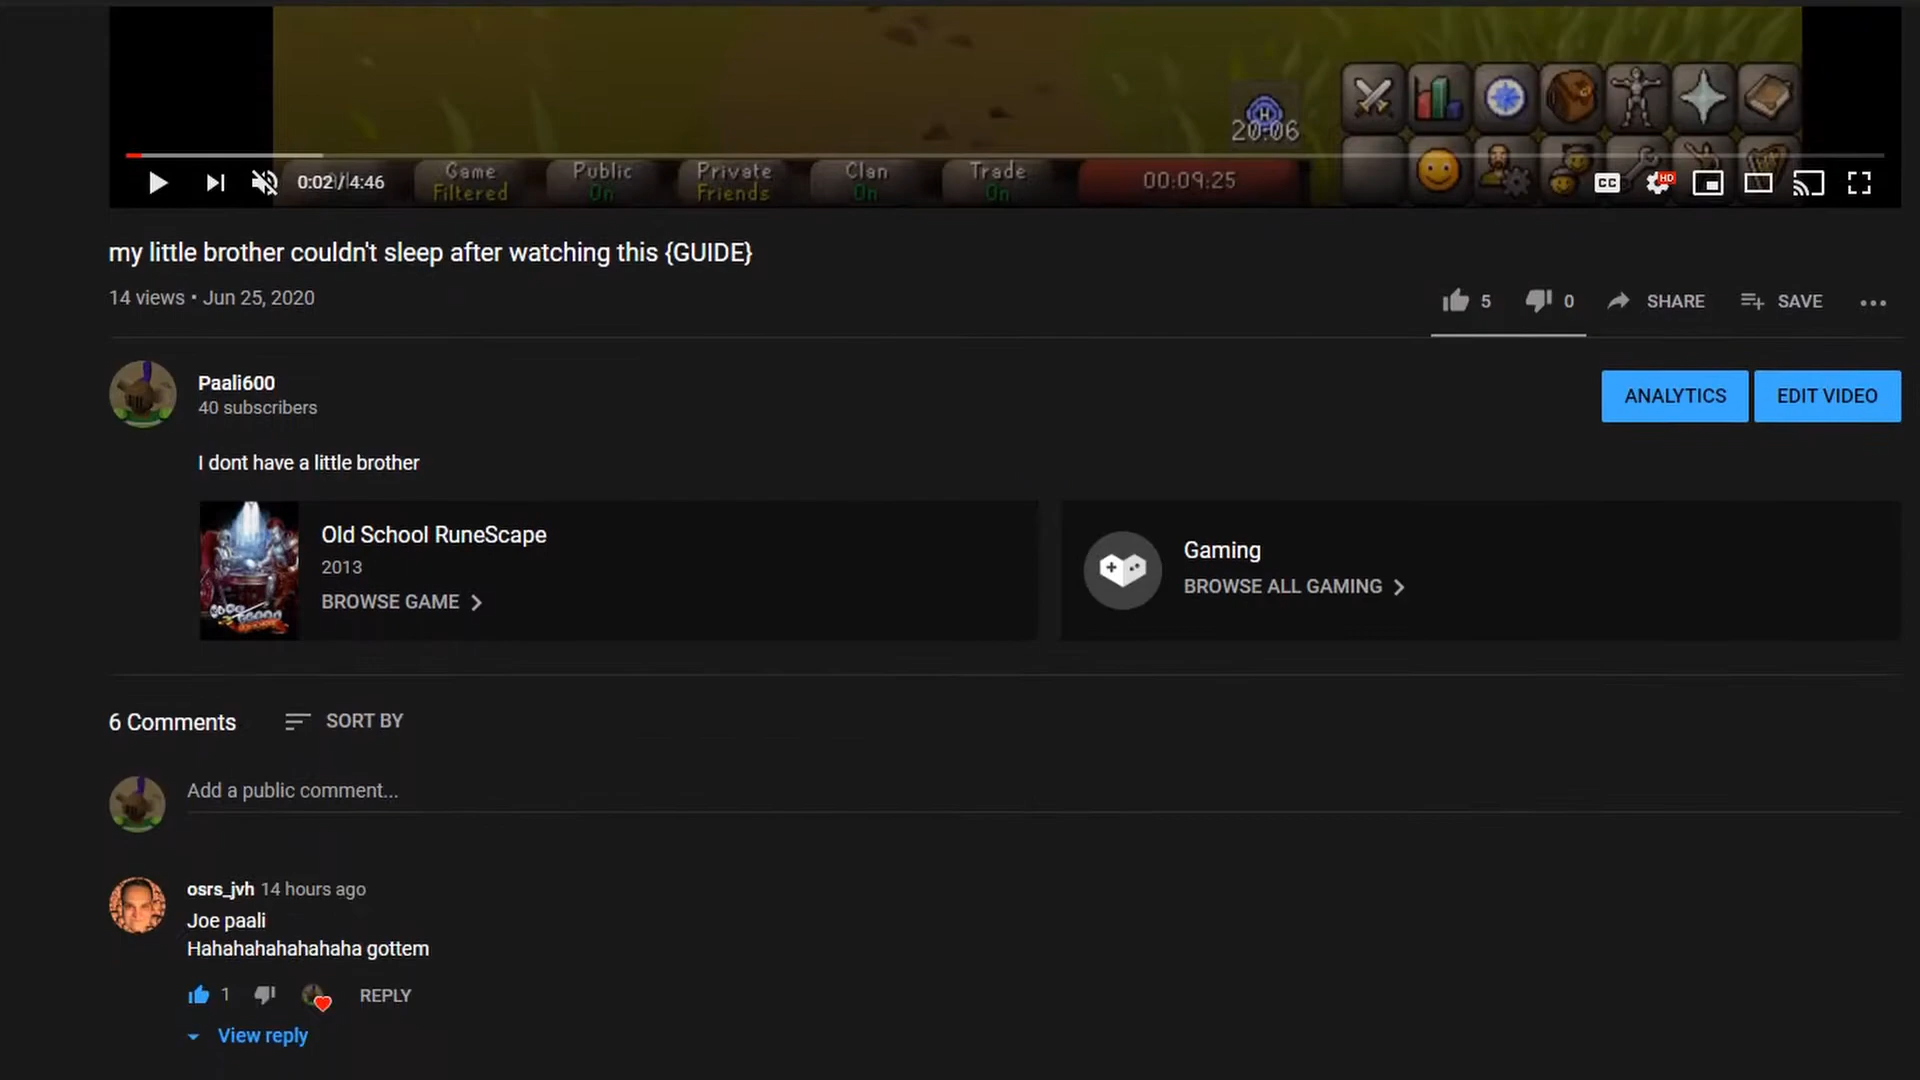 20:06
0:02 / 4:46
Game
Filtered
Public
On
Private
Friends
Clan
On
Trade
On
00:09:25
CC
HD
my little brother couldn't sleep after watching this {GUIDE}
14 views • Jun 25, 2020
5
0
SHARE
SAVE
Paali600
40 subscribers
ANALYTICS
EDIT VIDEO
I dont have a little brother
Old School RuneScape
2013
BROWSE GAME
Gaming
BROWSE ALL GAMING
6 Comments
SORT BY
Add a public comment...
osrs_jvh 14 hours ago
Joe paali
Hahahahahahahaha gottem
1
REPLY
View reply